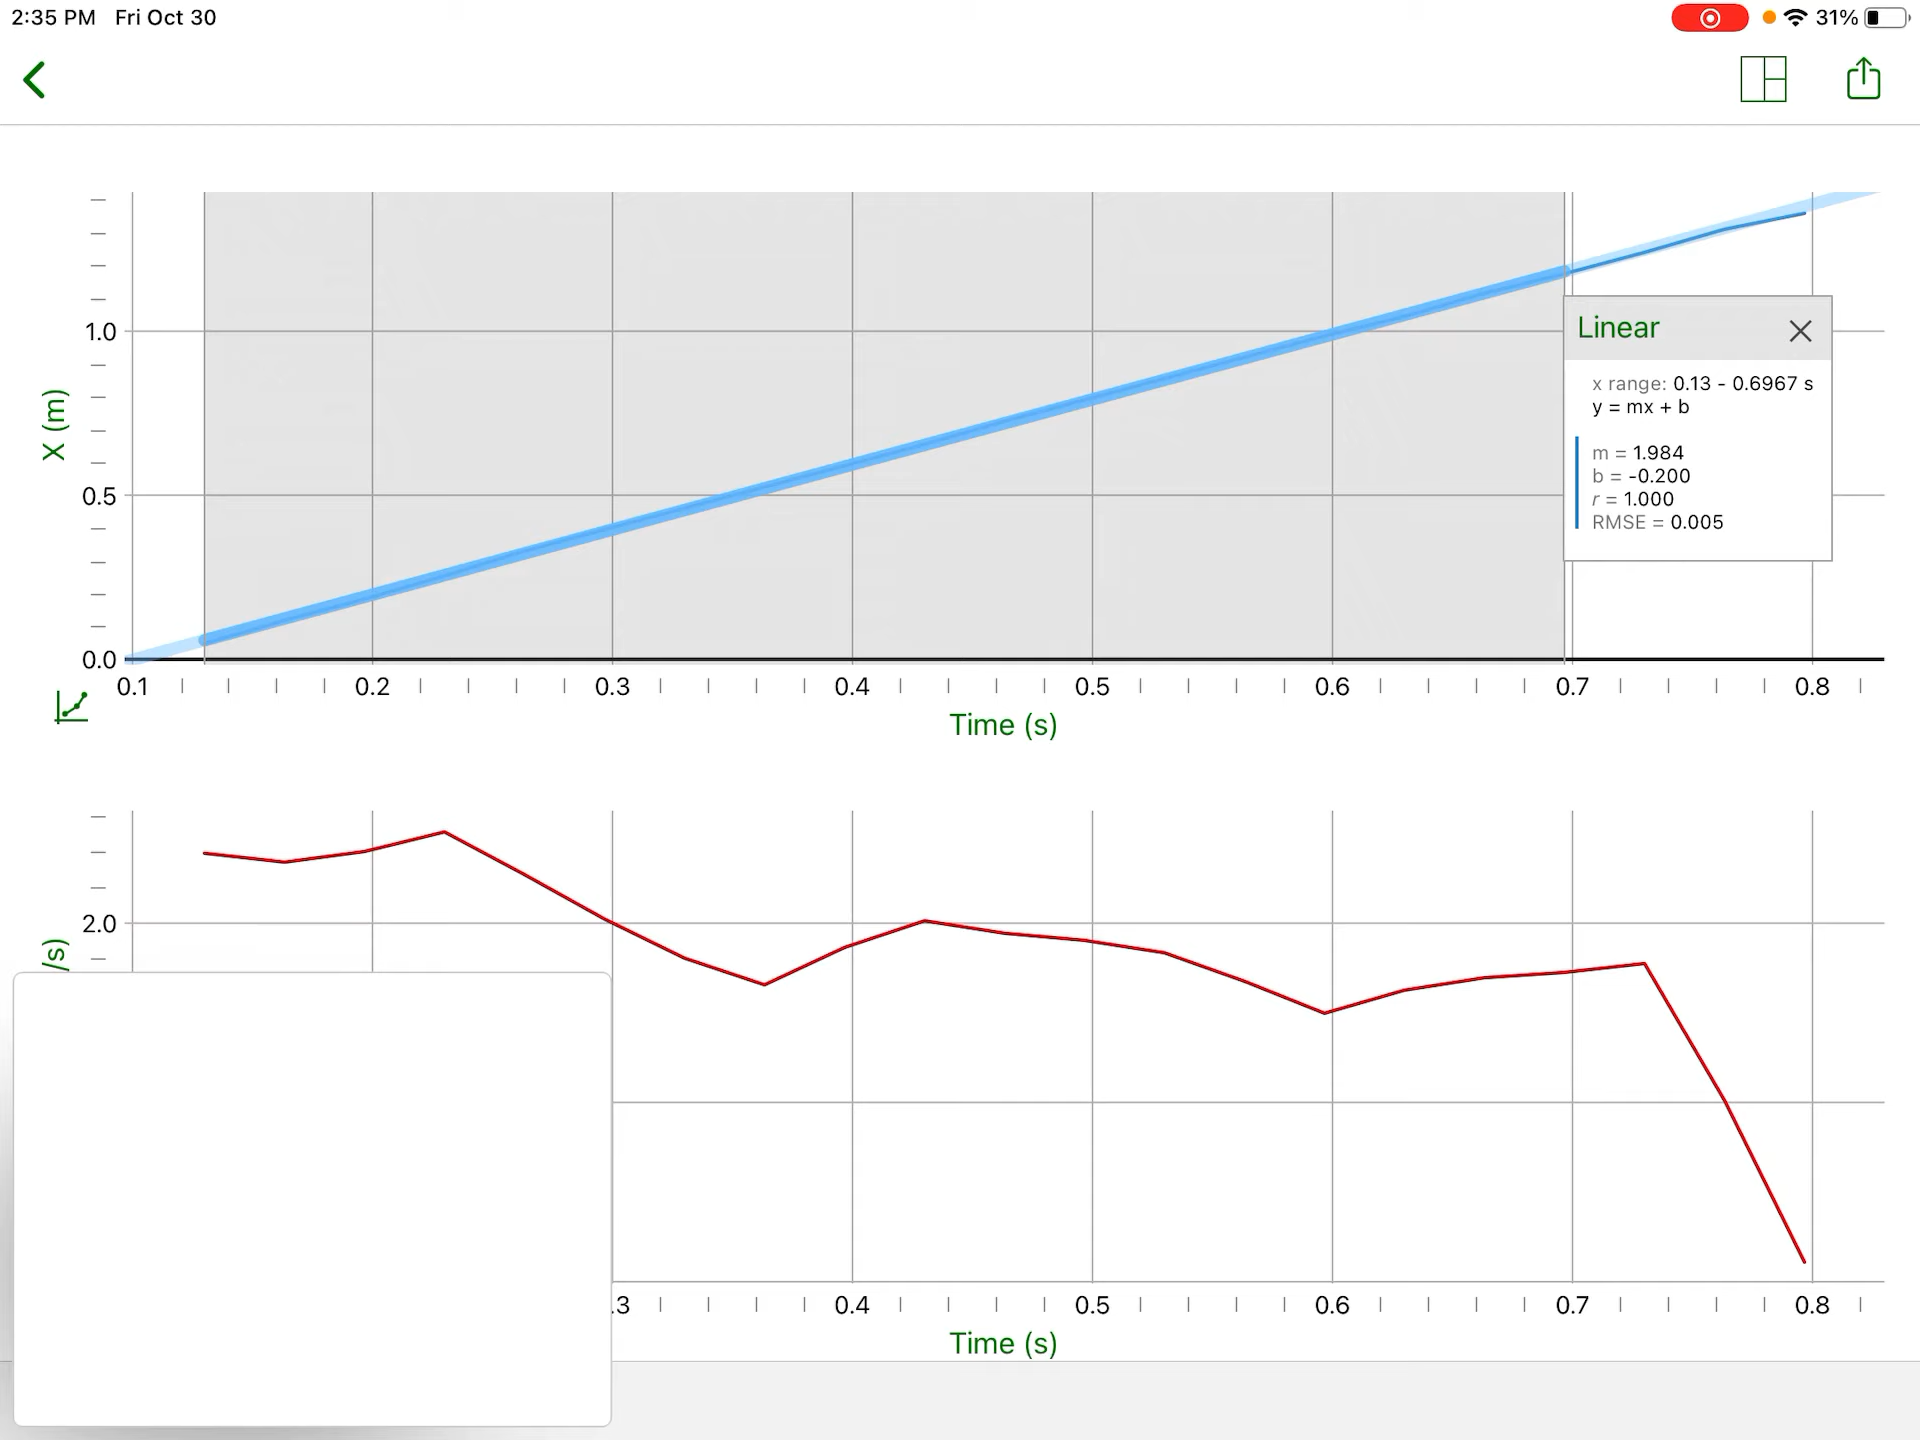 2:35 PM Fri Oct 30
31%
1.0
0.5
0.0
X (m)
Linear
x range: 0.13 - 0.6967 s
y = mx + b
m = 1.984
b = -0.200
r = 1.000
RMSE = 0.005
0.1 0.2 0.3 0.4 0.5 0.6 0.7 0.8
Time (s)
2.0
/s)
.3 0.4 0.5 0.6 0.7 0.8
Time (s)